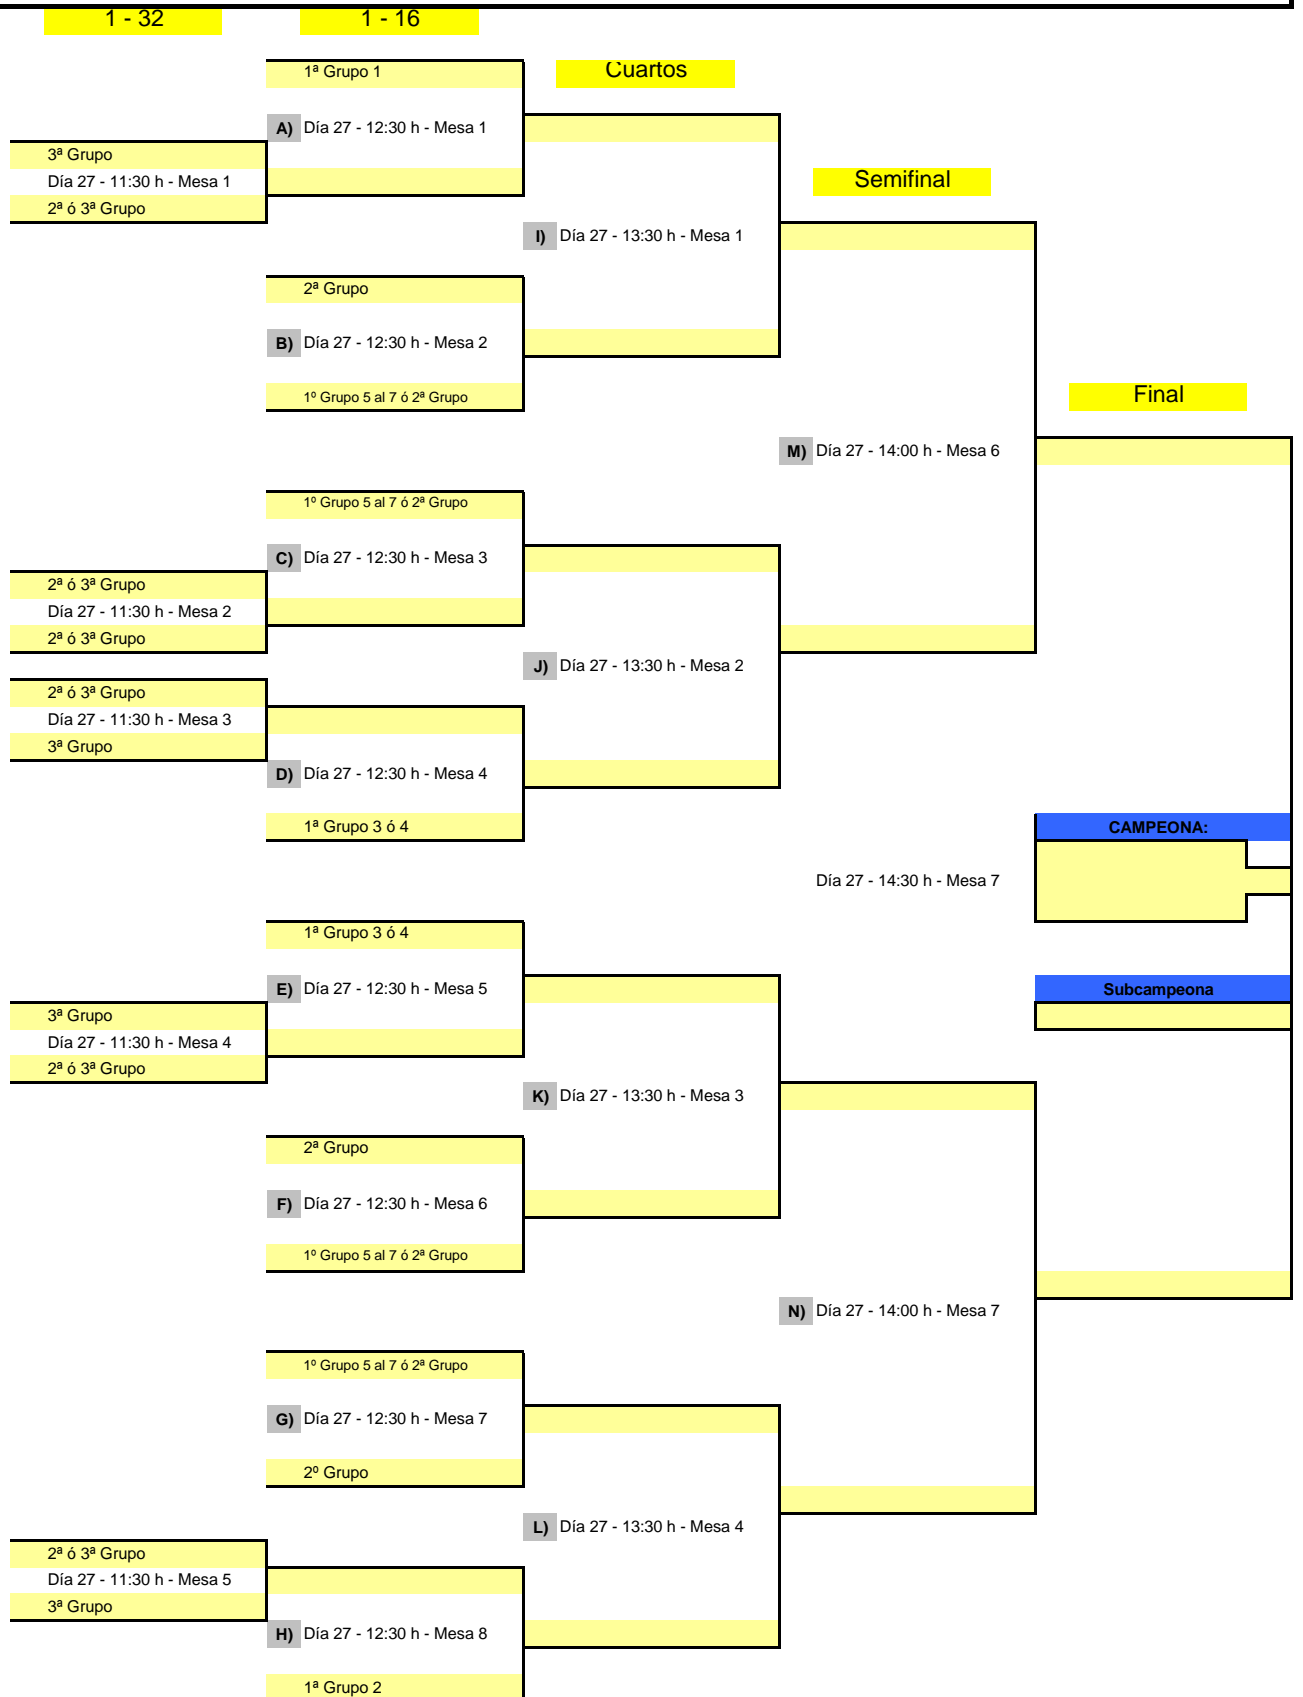 1 - 32
1 - 16
1ª Grupo 1
Cuartos
A) Día 27 - 12:30 h - Mesa 1
3ª Grupo
Día 27 - 11:30 h - Mesa 1
2ª ó 3ª Grupo
Semifinal
I) Día 27 - 13:30 h - Mesa 1
2ª Grupo
B) Día 27 - 12:30 h - Mesa 2
1º Grupo 5 al 7 ó 2ª Grupo
Final
M) Día 27 - 14:00 h - Mesa 6
1º Grupo 5 al 7 ó 2ª Grupo
C) Día 27 - 12:30 h - Mesa 3
2ª ó 3ª Grupo
Día 27 - 11:30 h - Mesa 2
2ª ó 3ª Grupo
J) Día 27 - 13:30 h - Mesa 2
2ª ó 3ª Grupo
Día 27 - 11:30 h - Mesa 3
3ª Grupo
D) Día 27 - 12:30 h - Mesa 4
1ª Grupo 3 ó 4
CAMPEONA:
Día 27 - 14:30 h - Mesa 7
1ª Grupo 3 ó 4
E) Día 27 - 12:30 h - Mesa 5
Subcampeona
3ª Grupo
Día 27 - 11:30 h - Mesa 4
2ª ó 3ª Grupo
K) Día 27 - 13:30 h - Mesa 3
2ª Grupo
F) Día 27 - 12:30 h - Mesa 6
1º Grupo 5 al 7 ó 2ª Grupo
N) Día 27 - 14:00 h - Mesa 7
1º Grupo 5 al 7 ó 2ª Grupo
G) Día 27 - 12:30 h - Mesa 7
2º Grupo
L) Día 27 - 13:30 h - Mesa 4
2ª ó 3ª Grupo
Día 27 - 11:30 h - Mesa 5
3ª Grupo
H) Día 27 - 12:30 h - Mesa 8
1ª Grupo 2